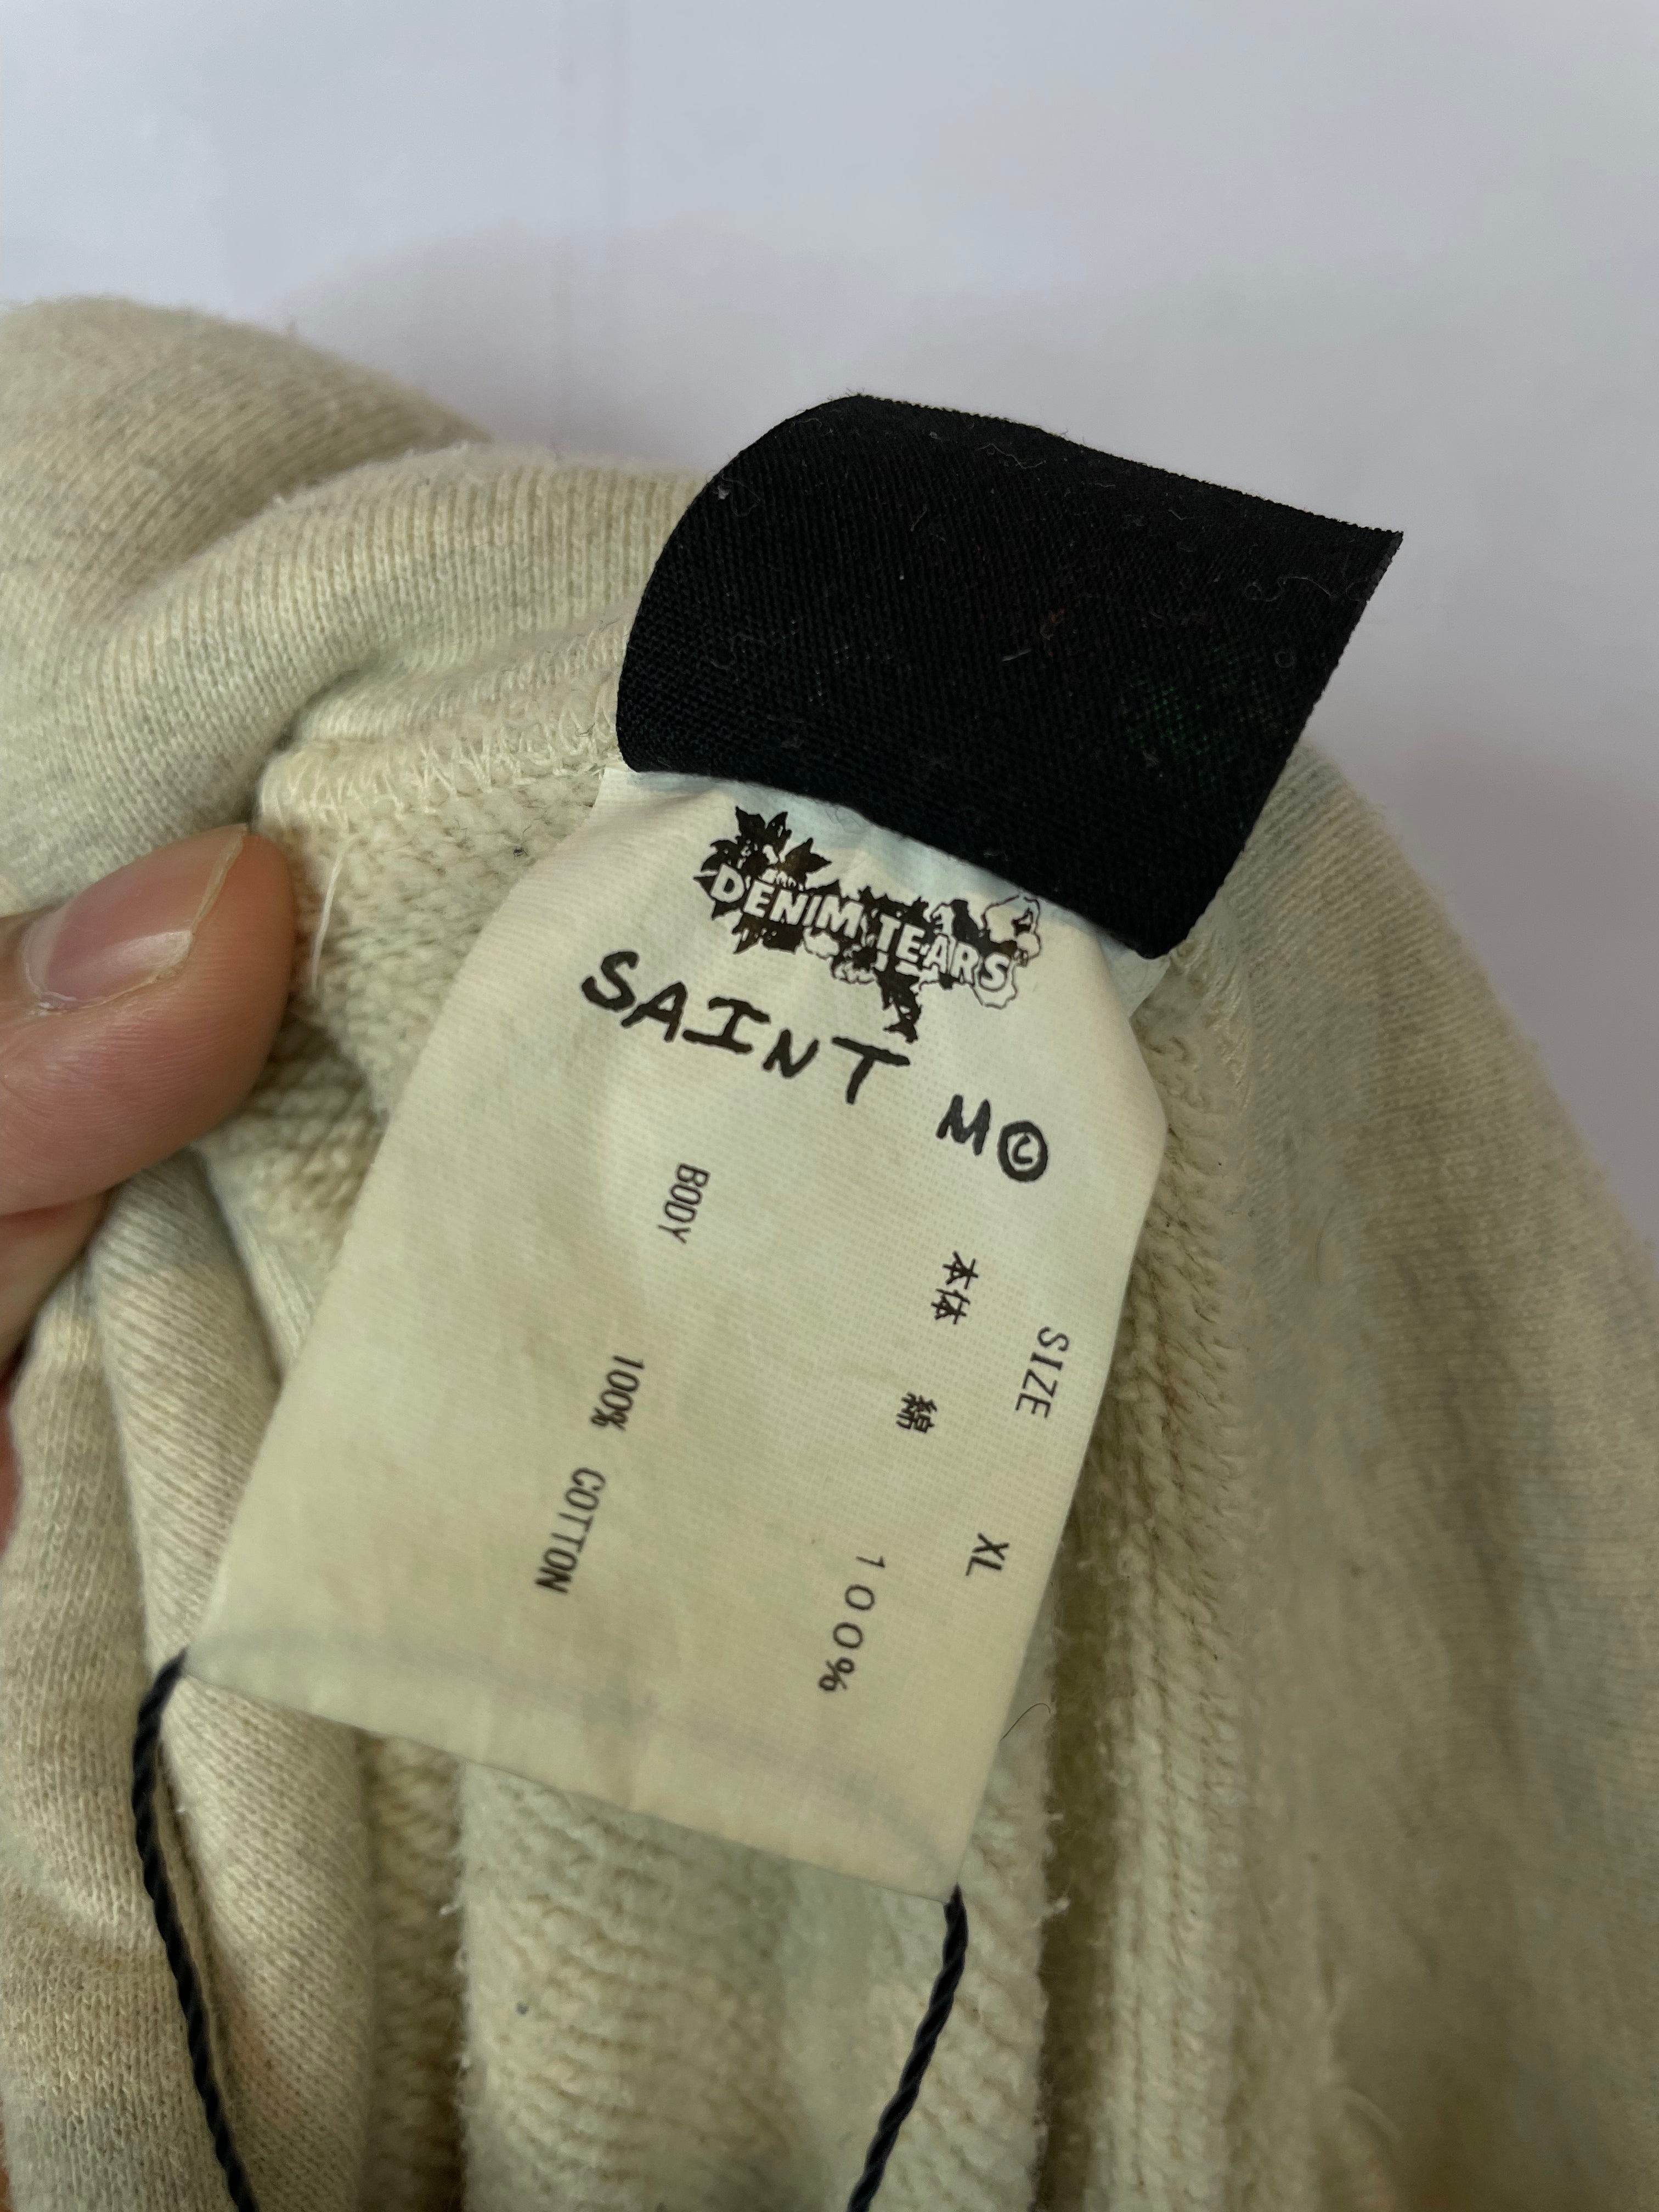 DENIM TEARS
SAINT M©
SIZE XL
本体 綿 100%
BODY 100% COTTON